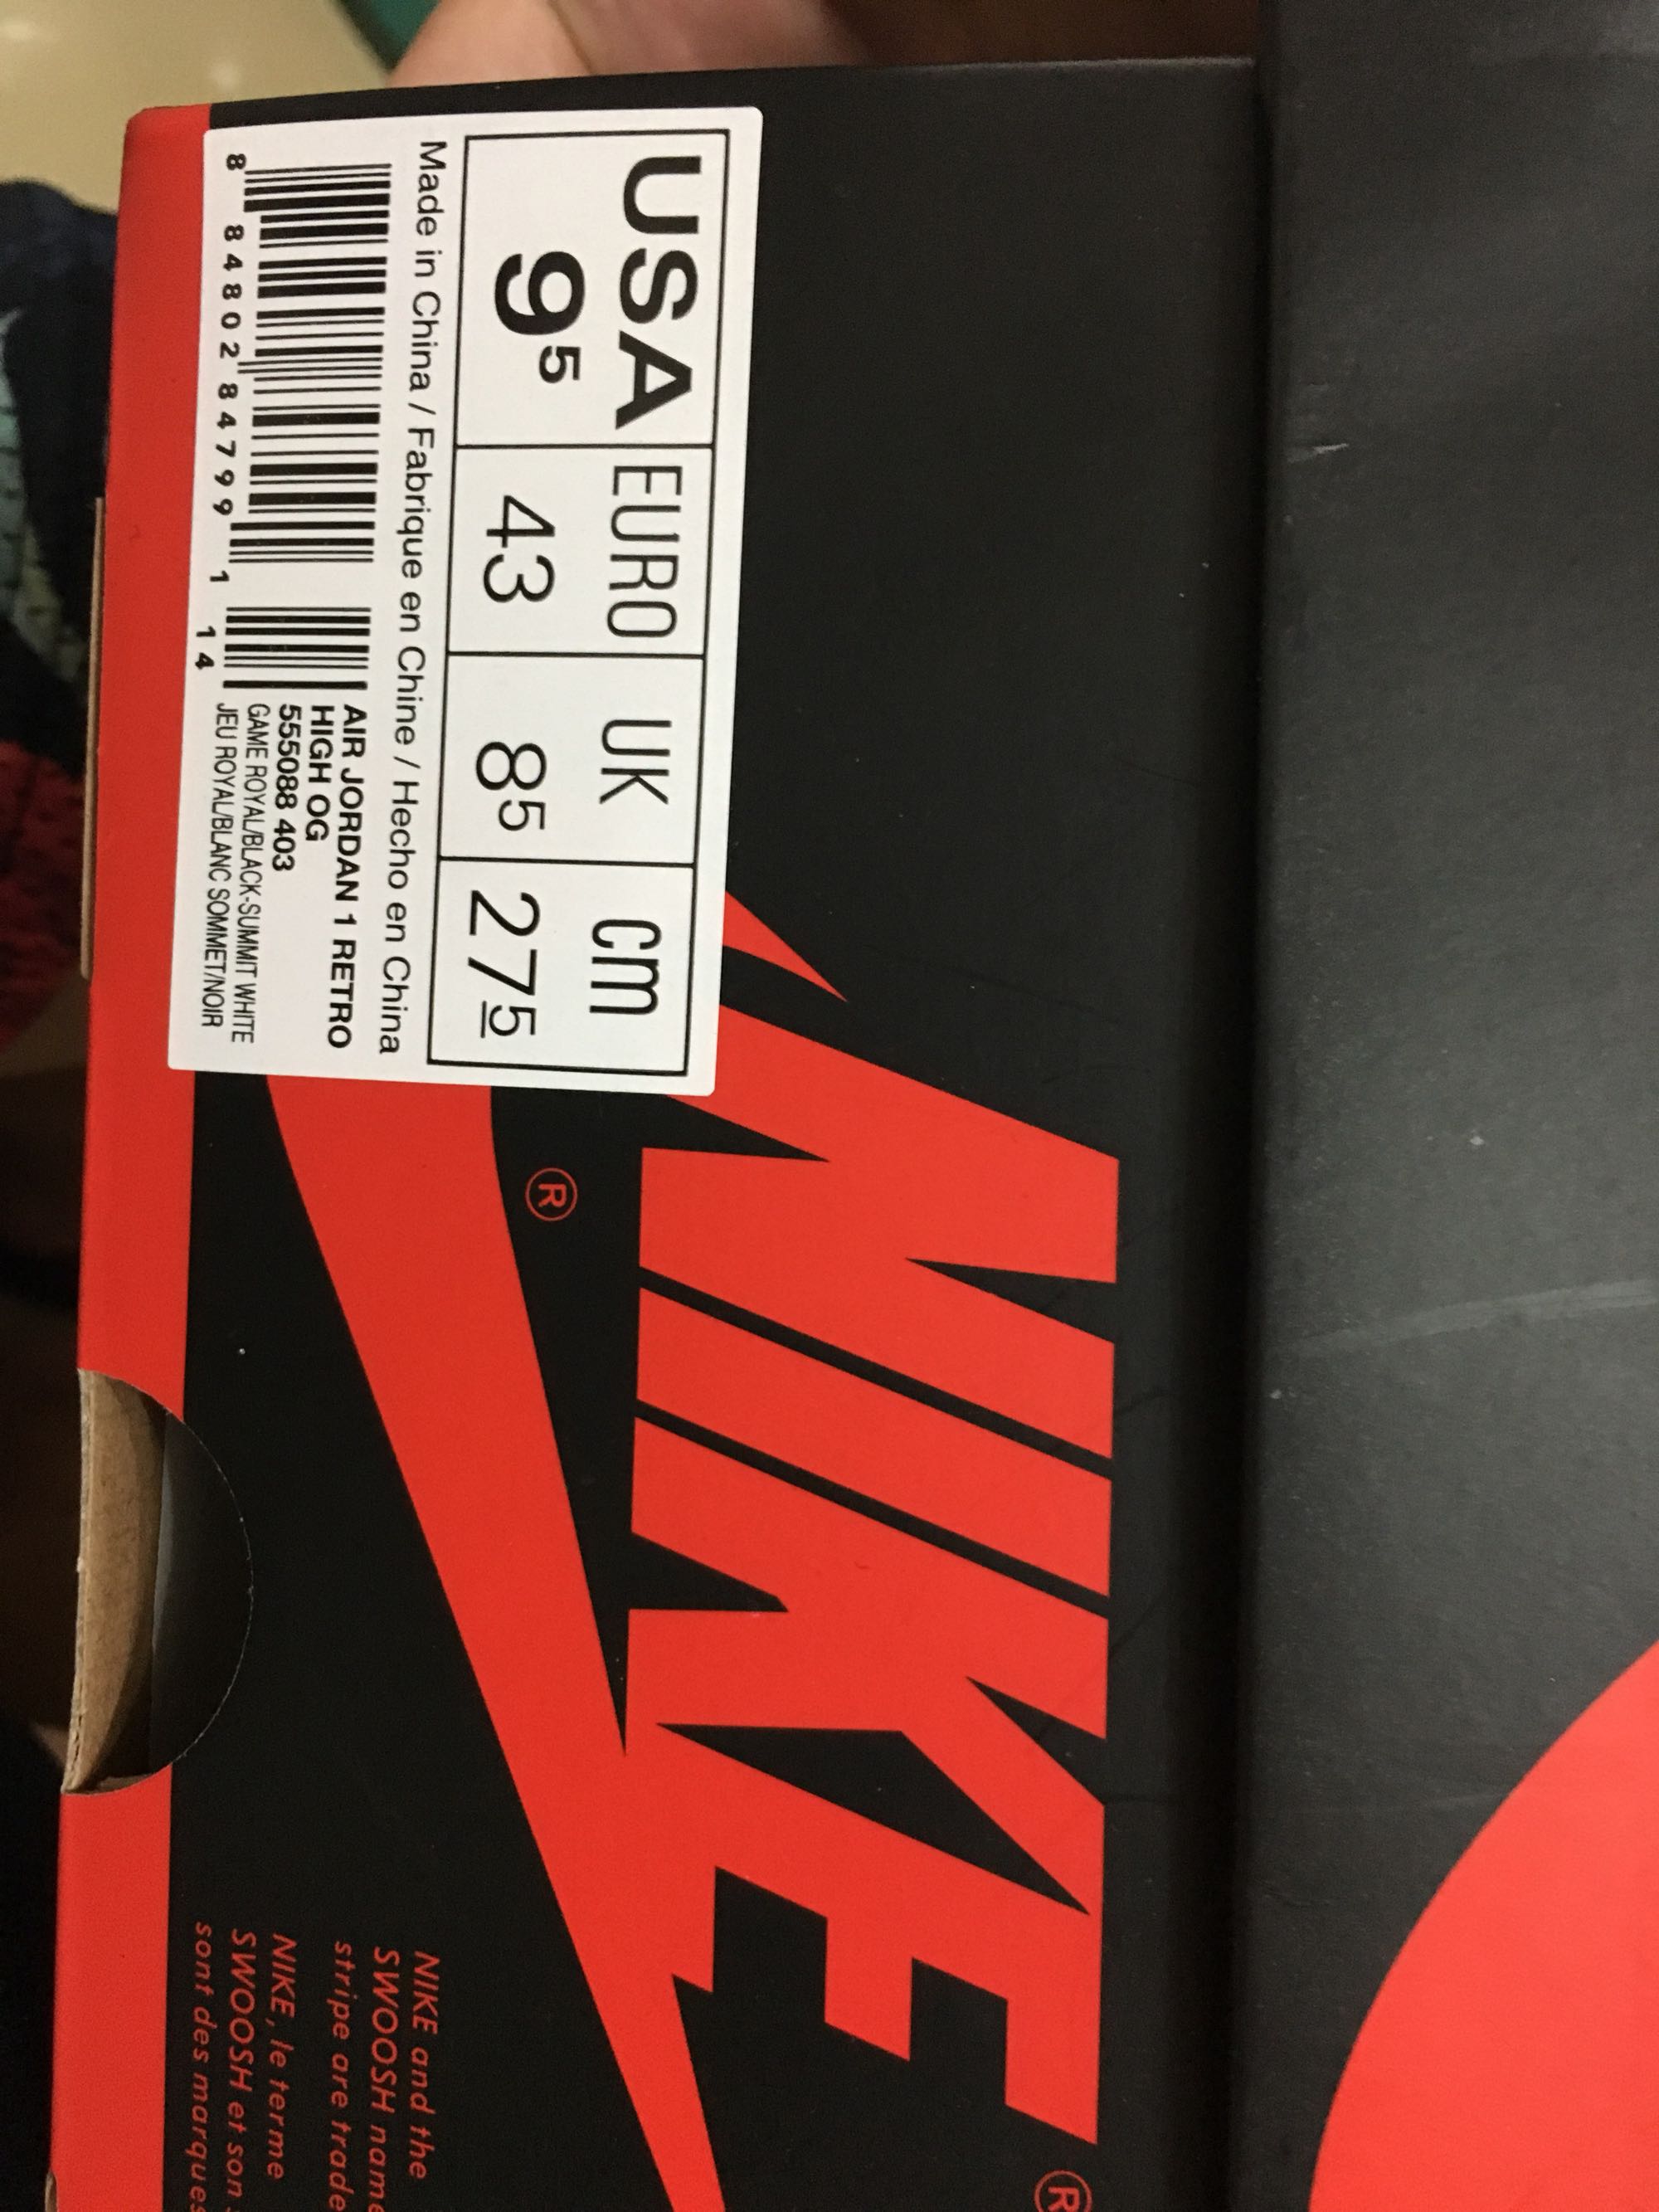 USA EURO UK cm
9⁵ 43 8⁵ 27⁵
Made in China / Fabrique en Chine / Hecho en China
AIR JORDAN 1 RETRO
HIGH OG
555088 403
GAME ROYAL/BLACK-SUMMIT WHITE
JEU ROYAL/BLANC SOMMET/NOIR
8 84802 84799 1 14
NIKE®
®
NIKE and the
SWOOSH name
stripe are trade
NIKE, le terme
SWOOSH et son
sont des marques